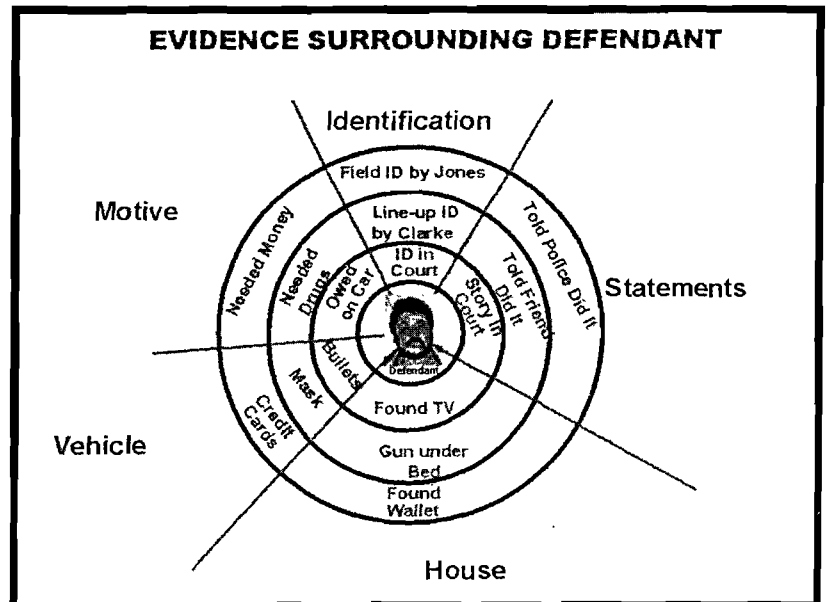 EVIDENCE SURROUNDING DEFENDANT
Identification
Field ID by Jones
Line-up ID
by Clarke
ID in
Court
Motive
Needed Money
Needed
Drugs
Owed
on Car
Statements
Told Police Did It
Told Friend
Did It
Story In
Court
Vehicle
Credit
Cards
Mask
Bullets
Defendant
Found TV
Gun under
Bed
Found
Wallet
House